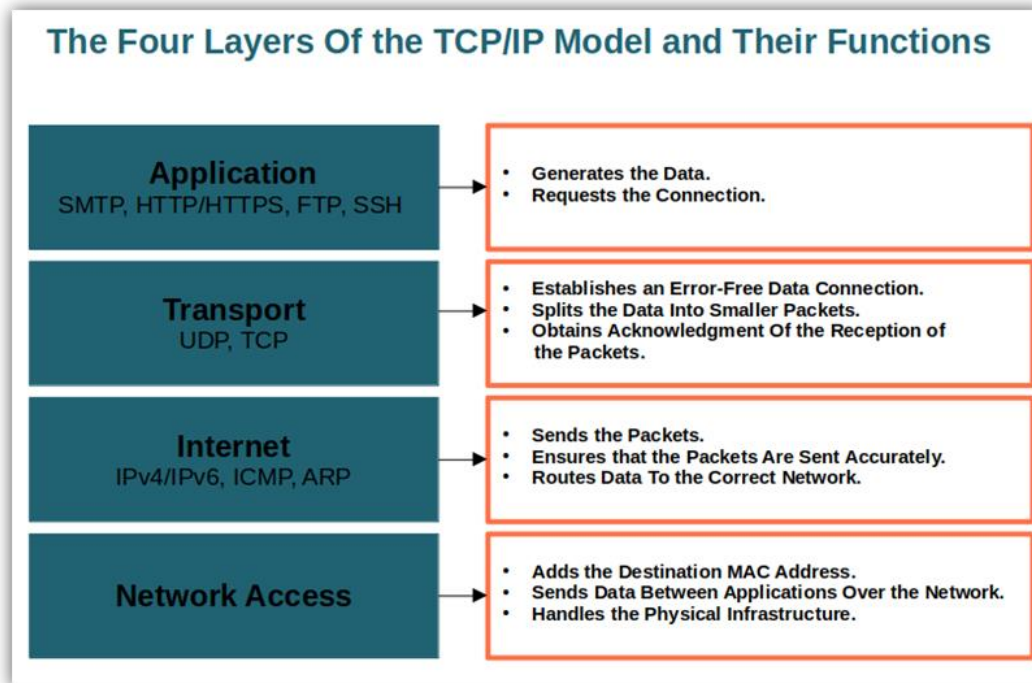 The Four Layers Of the TCP/IP Model and Their Functions
Application
SMTP, HTTP/HTTPS, FTP, SSH
• Generates the Data.
• Requests the Connection.
Transport
UDP, TCP
• Establishes an Error-Free Data Connection.
• Splits the Data Into Smaller Packets.
• Obtains Acknowledgment Of the Reception of
the Packets.
Internet
IPv4/IPv6, ICMP, ARP
• Sends the Packets.
• Ensures that the Packets Are Sent Accurately.
• Routes Data To the Correct Network.
Network Access
• Adds the Destination MAC Address.
• Sends Data Between Applications Over the Network.
• Handles the Physical Infrastructure.